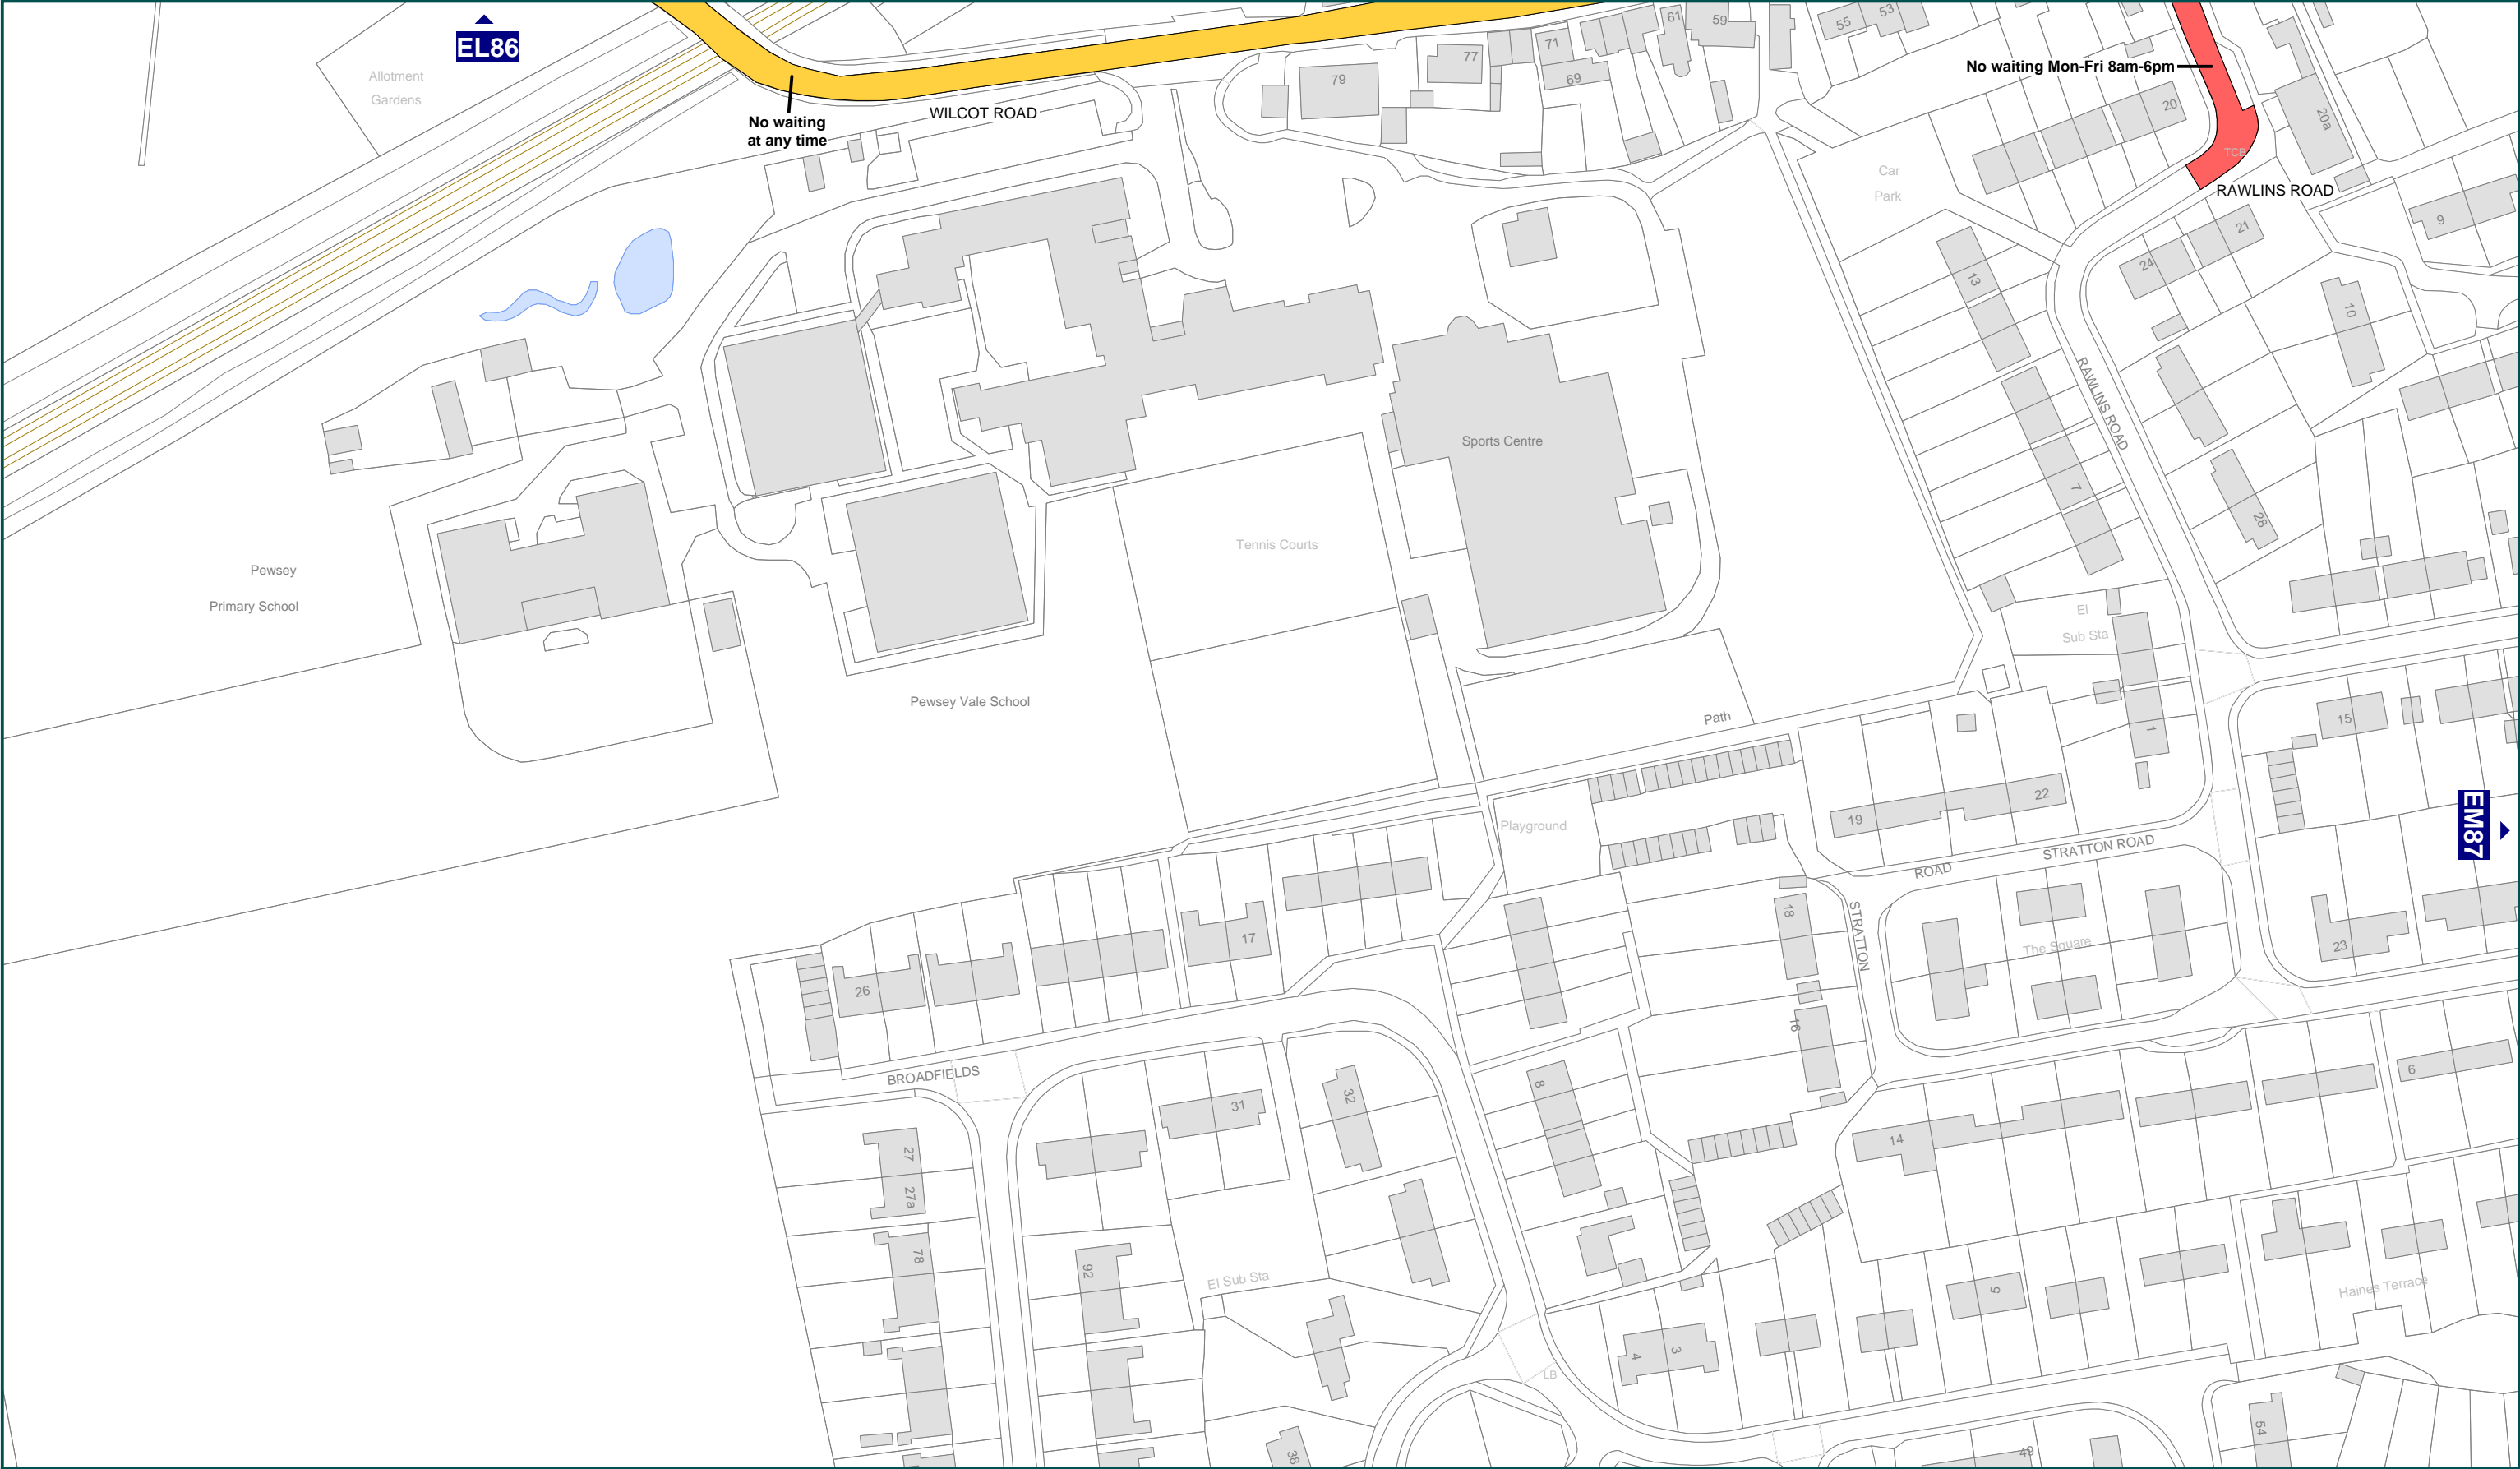 EL86
Allotment
Gardens
No waiting
at any time
WILCOT ROAD
79
77
71
69
61
59
55
53
No waiting Mon-Fri 8am-6pm
20
20a
TCB
RAWLINS ROAD
Car
Park
9
21
24
13
10
RAWLINS ROAD
Sports Centre
7
28
Tennis Courts
Pewsey
Primary School
El
Sub Sta
Pewsey Vale School
Path
1
15
22
19
EM87
Playground
STRATTON ROAD
ROAD
STRATTON
18
17
26
The Square
23
16
BROADFIELDS
31
32
8
6
14
27
27a
78
92
El Sub Sta
5
Haines Terrace
4
3
LB
38
49
54